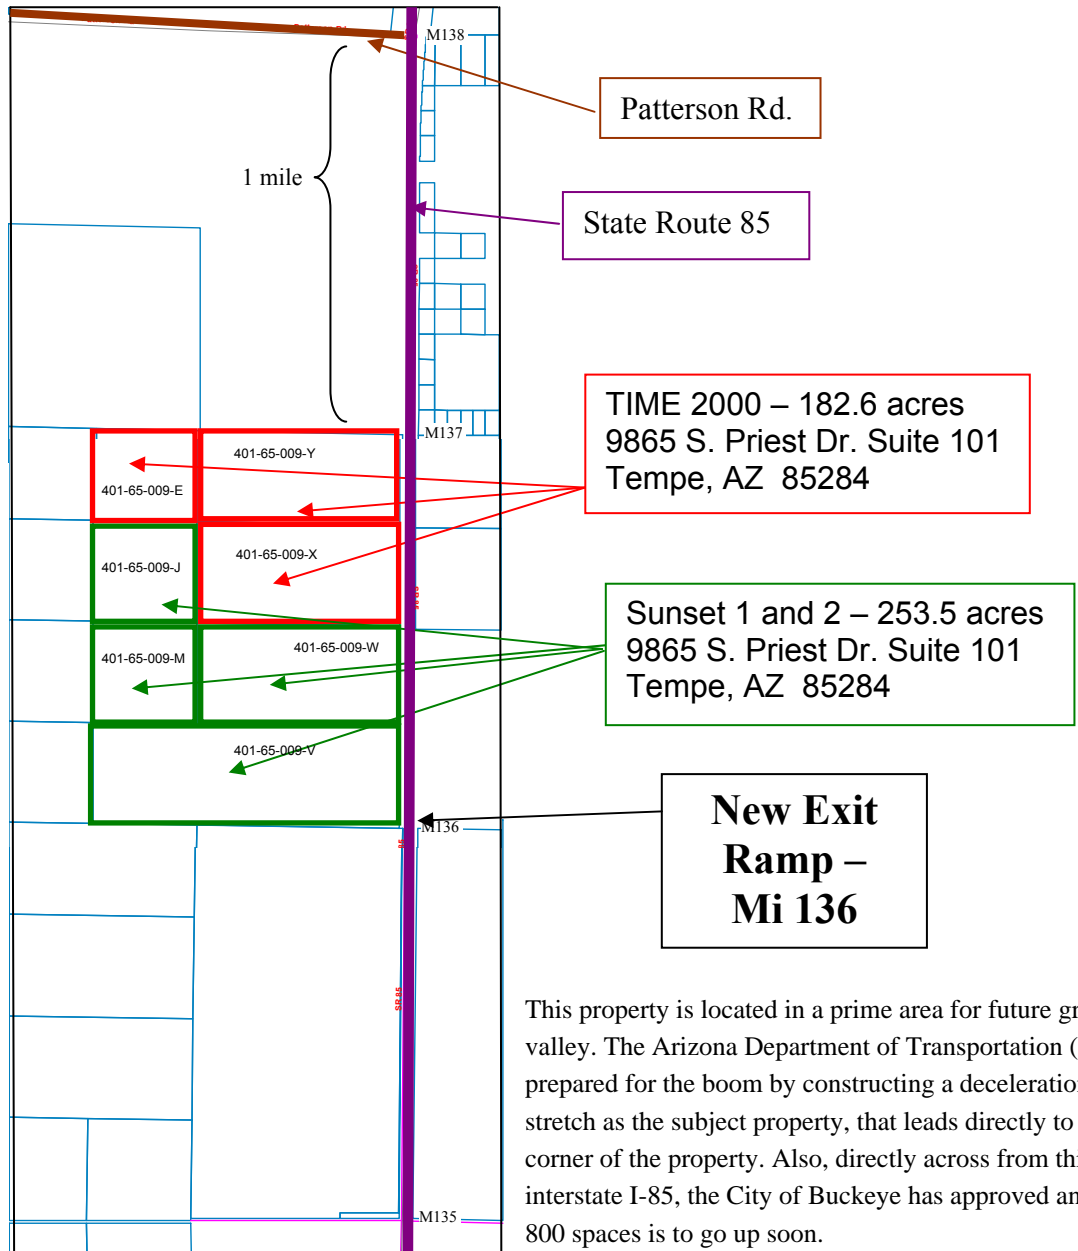 M138
Patterson Rd.
1 mile
State Route 85
TIME 2000 – 182.6 acres
9865 S. Priest Dr. Suite 101
Tempe, AZ 85284
M137
401-65-009-Y
401-65-009-E
401-65-009-X
401-65-009-J
Sunset 1 and 2 – 253.5 acres
9865 S. Priest Dr. Suite 101
Tempe, AZ 85284
401-65-009-W
401-65-009-M
401-65-009-V
New Exit
Ramp –
Mi 136
M136
SR 85
This property is located in a prime area for future gr
valley. The Arizona Department of Transportation (
prepared for the boom by constructing a deceleration
stretch as the subject property, that leads directly to
corner of the property. Also, directly across from th
interstate I-85, the City of Buckeye has approved an
800 spaces is to go up soon.
M135